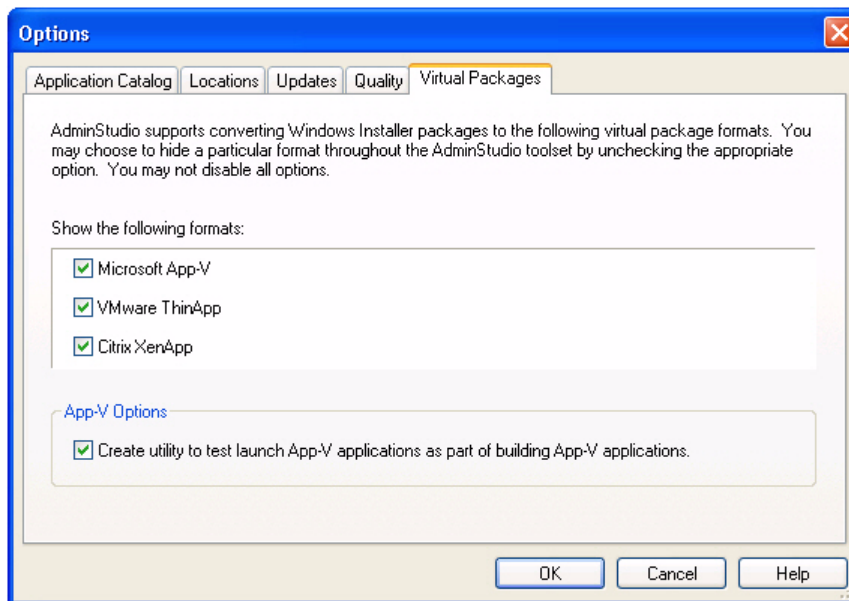 Options
Application Catalog Locations Updates Quality Virtual Packages
AdminStudio supports converting Windows Installer packages to the following virtual package formats. You
may choose to hide a particular format throughout the AdminStudio toolset by unchecking the appropriate
option. You may not disable all options.
Show the following formats:
Microsoft App-V
VMware ThinApp
Citrix XenApp
App-V Options
Create utility to test launch App-V applications as part of building App-V applications.
OK Cancel Help